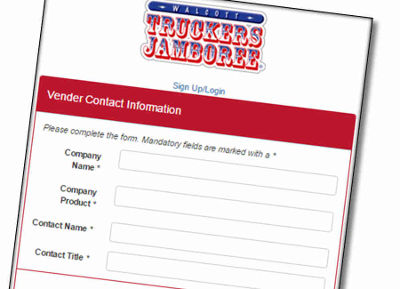 WALCOTT
TRUCKERS
JAMBOREE
Sign Up/Login
Vender Contact Information
Please complete the form. Mandatory fields are marked with a *
Company
Name *
Company
Product *
Contact Name *
Contact Title *